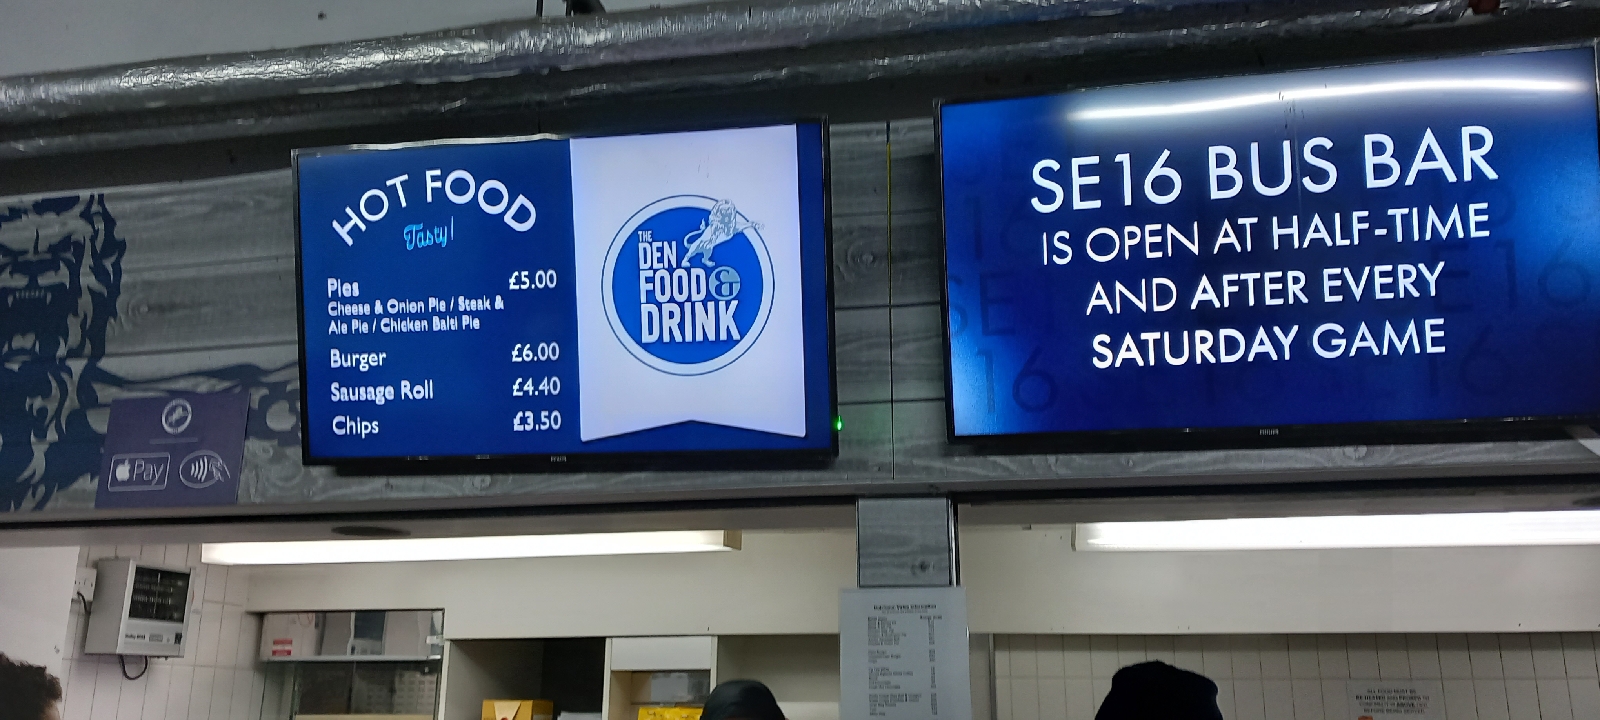 HOT FOOD
Tasty!
Pies £5.00
Cheese & Onion Pie / Steak &
Ale Pie / Chicken Balti Pie
Burger £6.00
Sausage Roll £4.40
Chips £3.50
THE
DEN
FOOD &
DRINK
SE16 BUS BAR
IS OPEN AT HALF-TIME
AND AFTER EVERY
SATURDAY GAME
Pay
PHILIPS